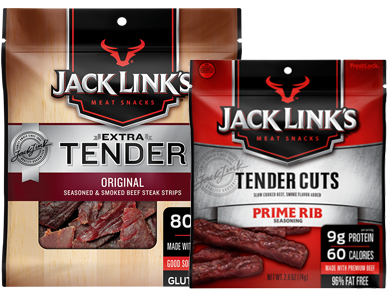 JACK LINK'S
MEAT SNACKS
EXTRA
TENDER
ORIGINAL
SEASONED & SMOKED BEEF STEAK STRIPS
80
MADE WITH
GOOD SO
GLUT
JACK LINK'S
MEAT SNACKS
TENDER CUTS
SLOW COOKED BEEF, SMOKE FLAVOR ADDED
PRIME RIB
SEASONING
9g PROTEIN
60 CALORIES
MADE WITH PREMIUM BEEF
96% FAT FREE